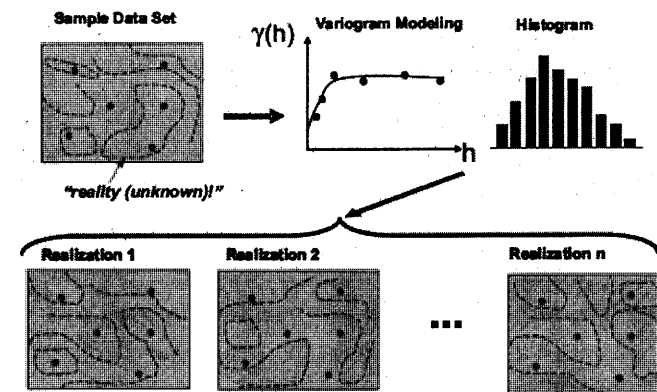 Sample Data Set
γ(h)
Variogram Modeling
Histogram
h
"reality (unknown)!"
Realization 1
Realization 2
Realization n